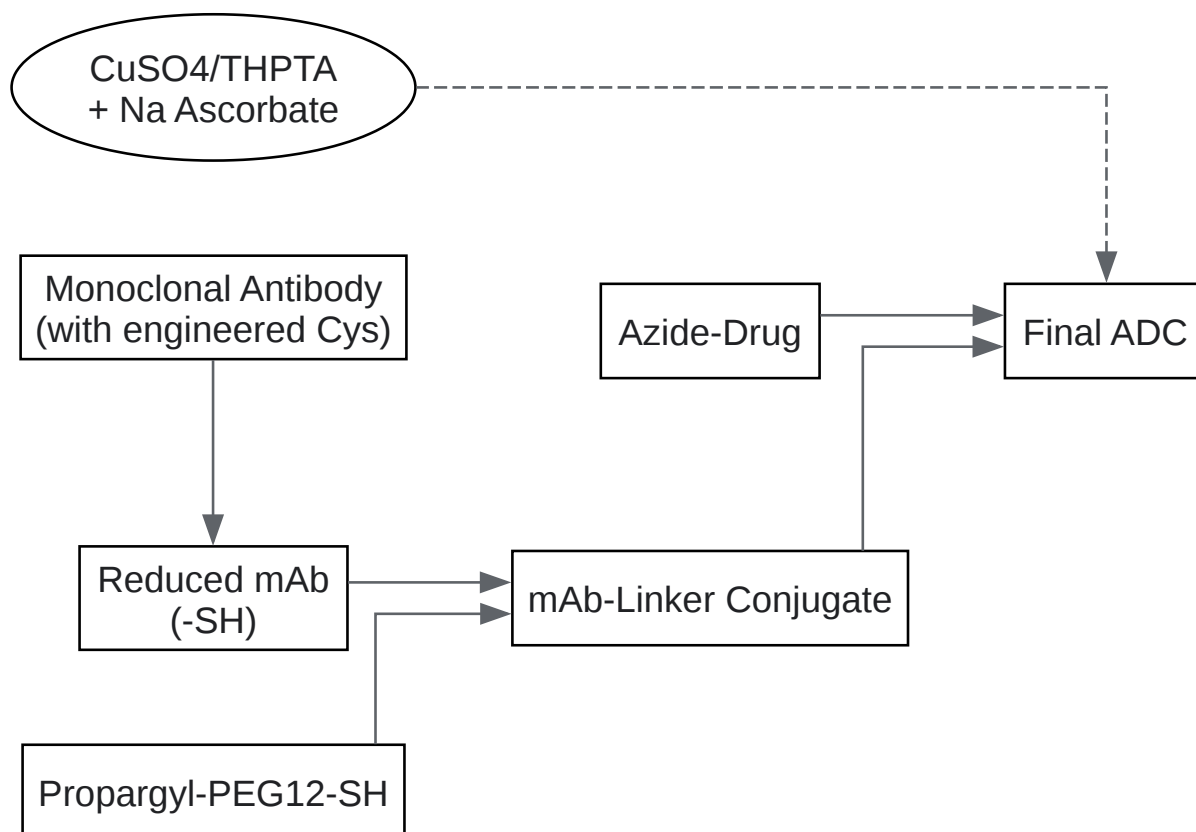 CuSO4/THPTA
+ Na Ascorbate
Monoclonal Antibody
(with engineered Cys)
Azide-Drug
Final ADC
Reduced mAb
(-SH)
mAb-Linker Conjugate
Propargyl-PEG12-SH